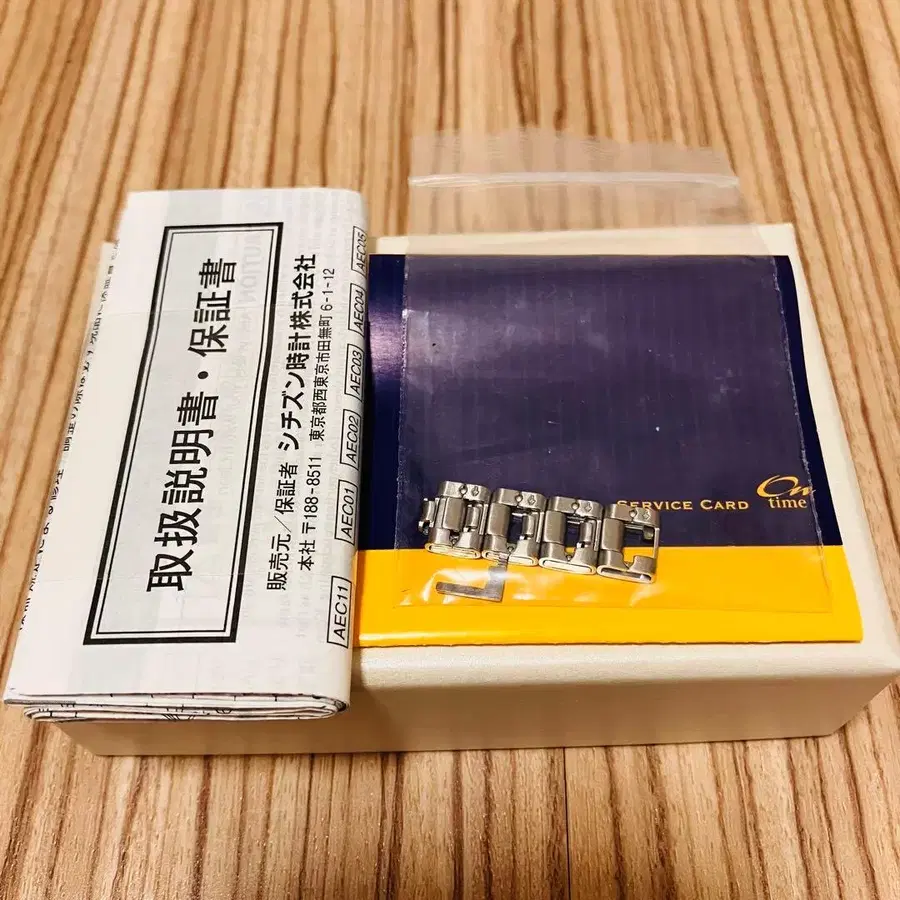 取扱説明書・保証書
販売元／保証者 シチズン時計株式会社
本社 〒188-8511 東京都西東京市田無町 6-1-12
AEC11
AEC01
AEC02
AEC03
AEC04
AEC05
SERVICE CARD
On
time